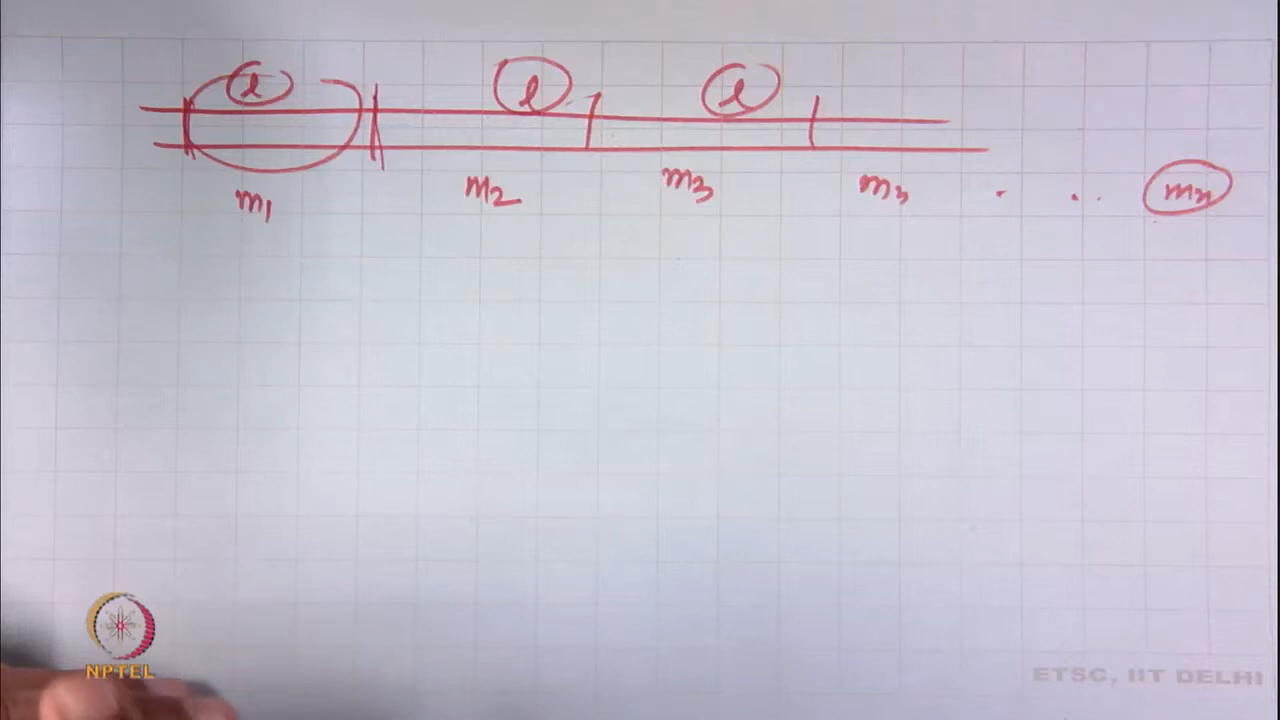 l l l
m1 m2 m3 m3 . . . mn
NPTEL
ETSC, IIT DELHI